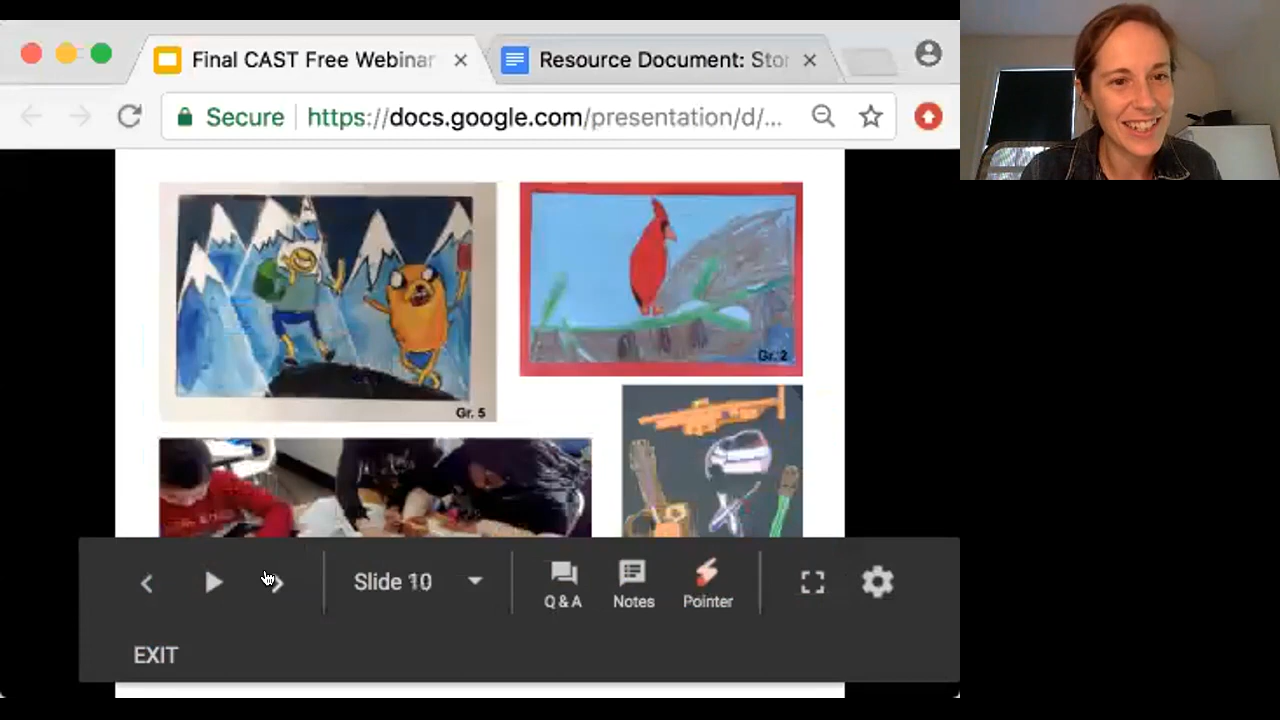 Final CAST Free Webinar
Resource Document: Sto
Secure
https://docs.google.com/presentation/d/...
Gr. 5
Gr. 2
Slide 10
Q & A
Notes
Pointer
EXIT